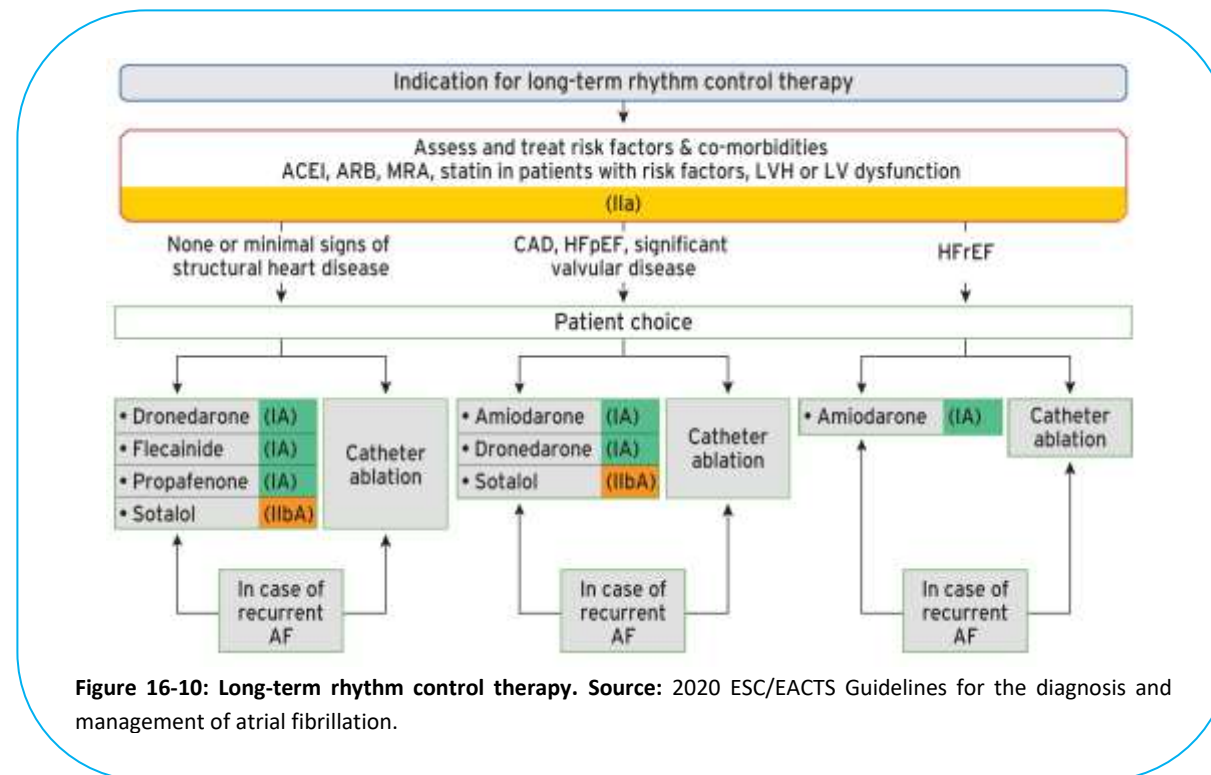 Indication for long-term rhythm control therapy
Assess and treat risk factors & co-morbidities
ACEI, ARB, MRA, statin in patients with risk factors, LVH or LV dysfunction
(IIa)
None or minimal signs of
structural heart disease
CAD, HFpEF, significant
valvular disease
HFrEF
Patient choice
• Dronedarone (IA)
• Flecainide (IA)
• Propafenone (IA)
• Sotalol (IIbA)
Catheter
ablation
• Amiodarone (IA)
• Dronedarone (IA)
• Sotalol (IIbA)
Catheter
ablation
• Amiodarone (IA)
Catheter
ablation
In case of
recurrent
AF
In case of
recurrent
AF
In case of
recurrent
AF
Figure 16-10: Long-term rhythm control therapy. Source: 2020 ESC/EACTS Guidelines for the diagnosis and
management of atrial fibrillation.